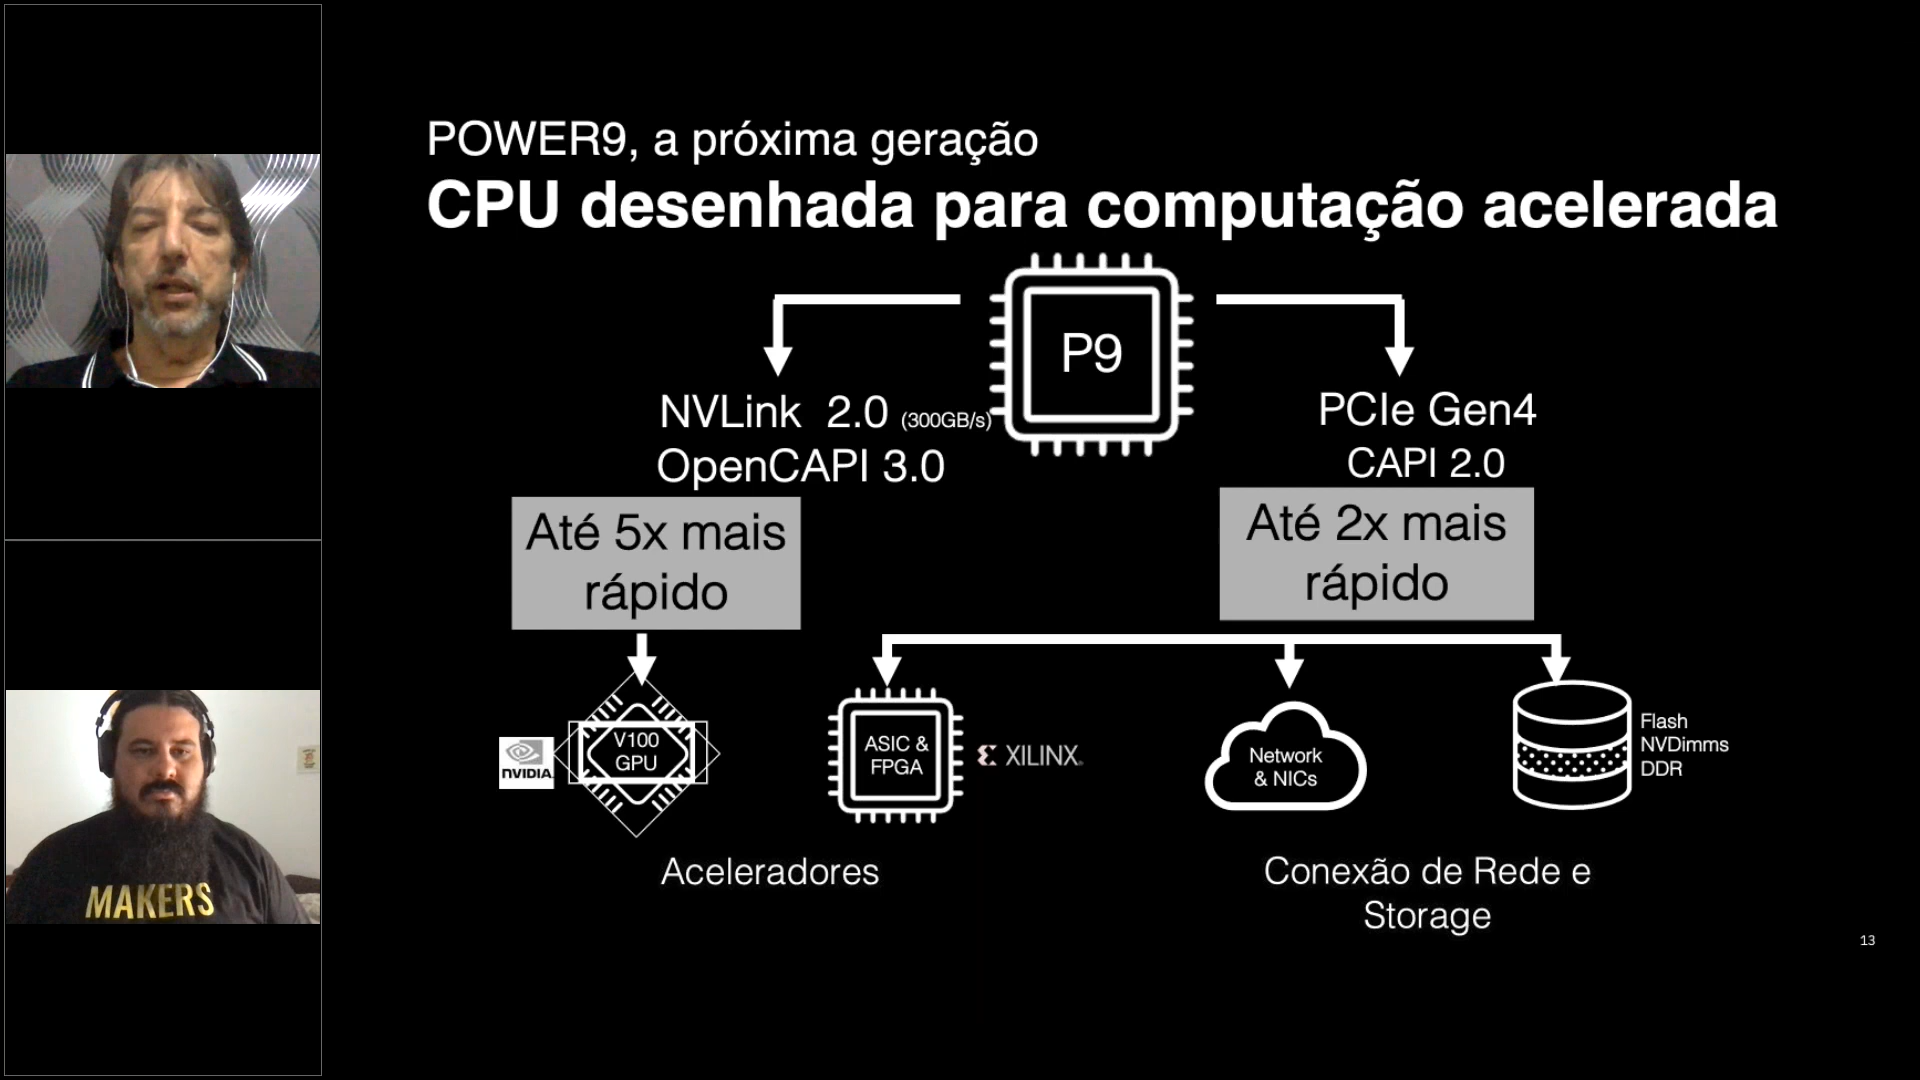 POWER9, a próxima geração
CPU desenhada para computação acelerada
P9
NVLink 2.0 (300GB/s)
OpenCAPI 3.0
PCIe Gen4
CAPI 2.0
Até 5x mais
rápido
Até 2x mais
rápido
NVIDIA
V100
GPU
ASIC &
FPGA
XILINX
Network
& NICs
Flash
NVDimms
DDR
Aceleradores
Conexão de Rede e
Storage
13
MAKERS